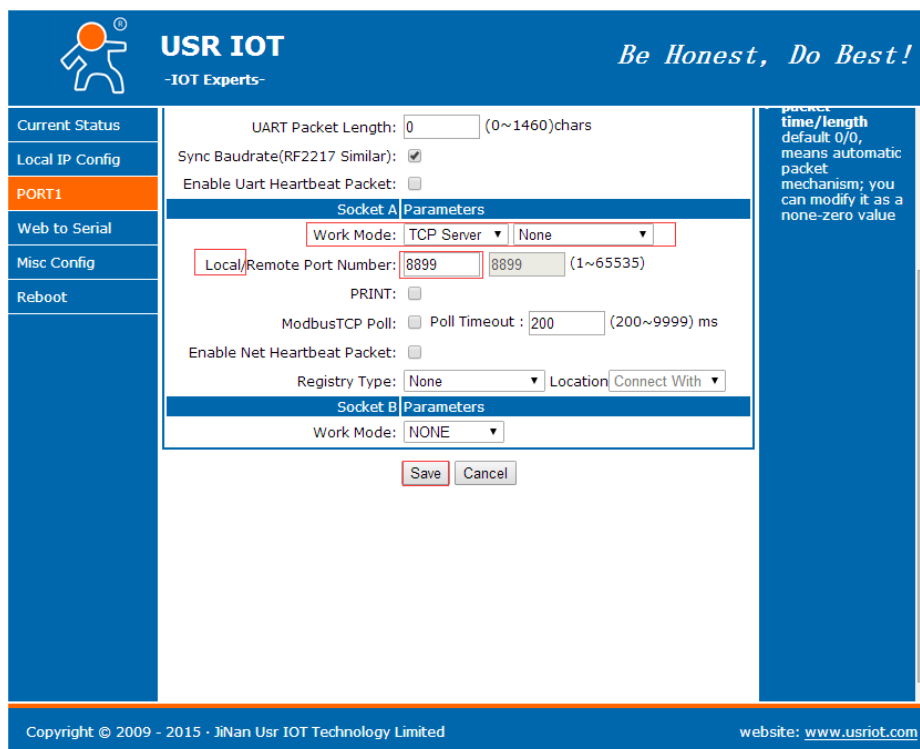 ®
USR IOT
-IOT Experts-
Be Honest, Do Best!
Current Status
Local IP Config
PORT1
Web to Serial
Misc Config
Reboot
UART Packet Length: 0 (0~1460)chars
Sync Baudrate(RF2217 Similar):
Enable Uart Heartbeat Packet:
Socket A Parameters
Work Mode: TCP Server None
Local/Remote Port Number: 8899 8899 (1~65535)
PRINT:
ModbusTCP Poll: Poll Timeout : 200 (200~9999) ms
Enable Net Heartbeat Packet:
Registry Type: None Location Connect With
Socket B Parameters
Work Mode: NONE
Save Cancel
packet
time/length
default 0/0,
means automatic
packet
mechanism; you
can modify it as a
none-zero value
Copyright © 2009 - 2015 · JiNan Usr IOT Technology Limited
website: www.usriot.com